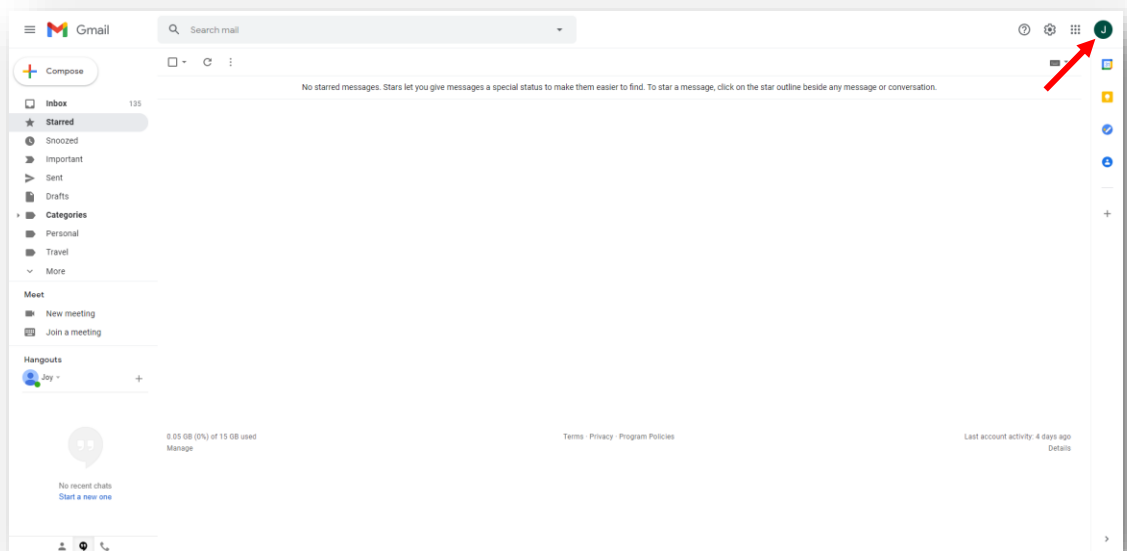 Gmail
Search mail
J
Compose
No starred messages. Stars let you give messages a special status to make them easier to find. To star a message, click on the star outline beside any message or conversation.
Inbox 135
Starred
Snoozed
Important
Sent
Drafts
Categories
Personal
Travel
More
Meet
New meeting
Join a meeting
Hangouts
Joy
No recent chats
Start a new one
0.05 GB (0%) of 15 GB used
Manage
Terms · Privacy · Program Policies
Last account activity: 4 days ago
Details